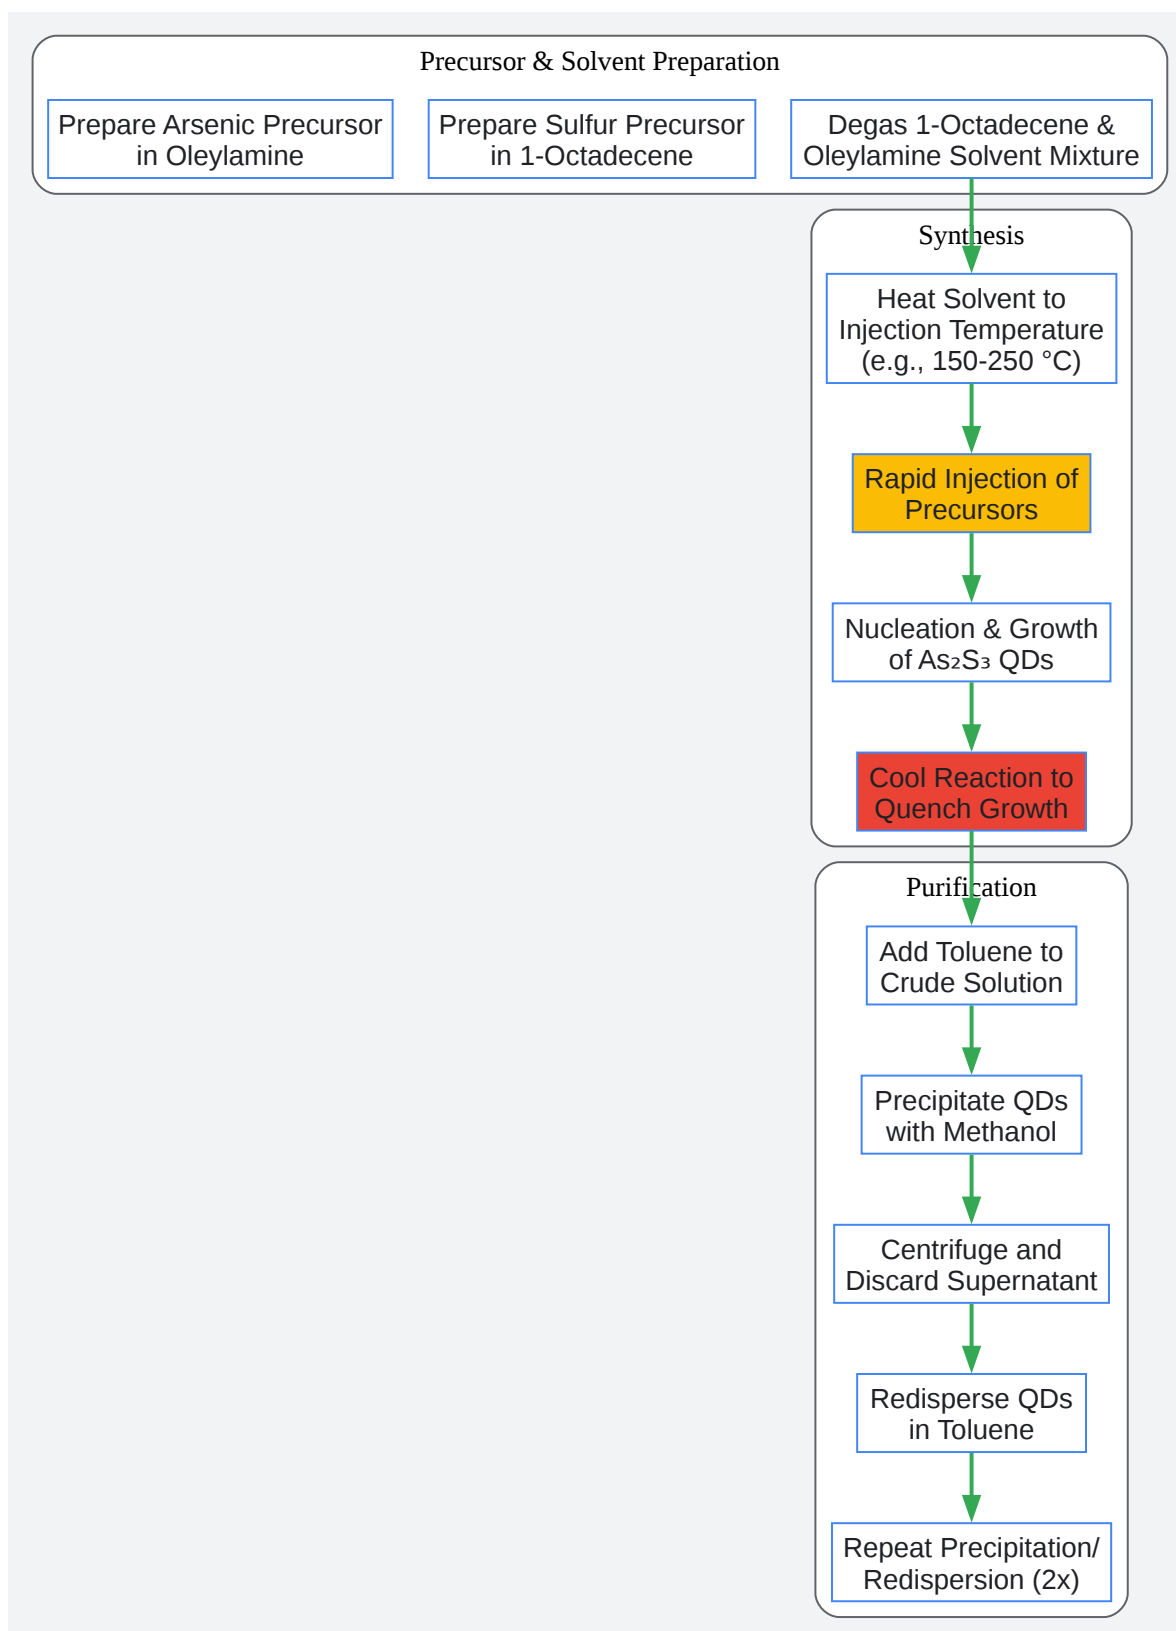 Precursor & Solvent Preparation
Prepare Arsenic Precursor
in Oleylamine
Prepare Sulfur Precursor
in 1-Octadecene
Degas 1-Octadecene &
Oleylamine Solvent Mixture
Synthesis
Heat Solvent to
Injection Temperature
(e.g., 150-250 °C)
Rapid Injection of
Precursors
Nucleation & Growth
of As₂S₃ QDs
Cool Reaction to
Quench Growth
Purification
Add Toluene to
Crude Solution
Precipitate QDs
with Methanol
Centrifuge and
Discard Supernatant
Redisperse QDs
in Toluene
Repeat Precipitation/
Redispersion (2x)